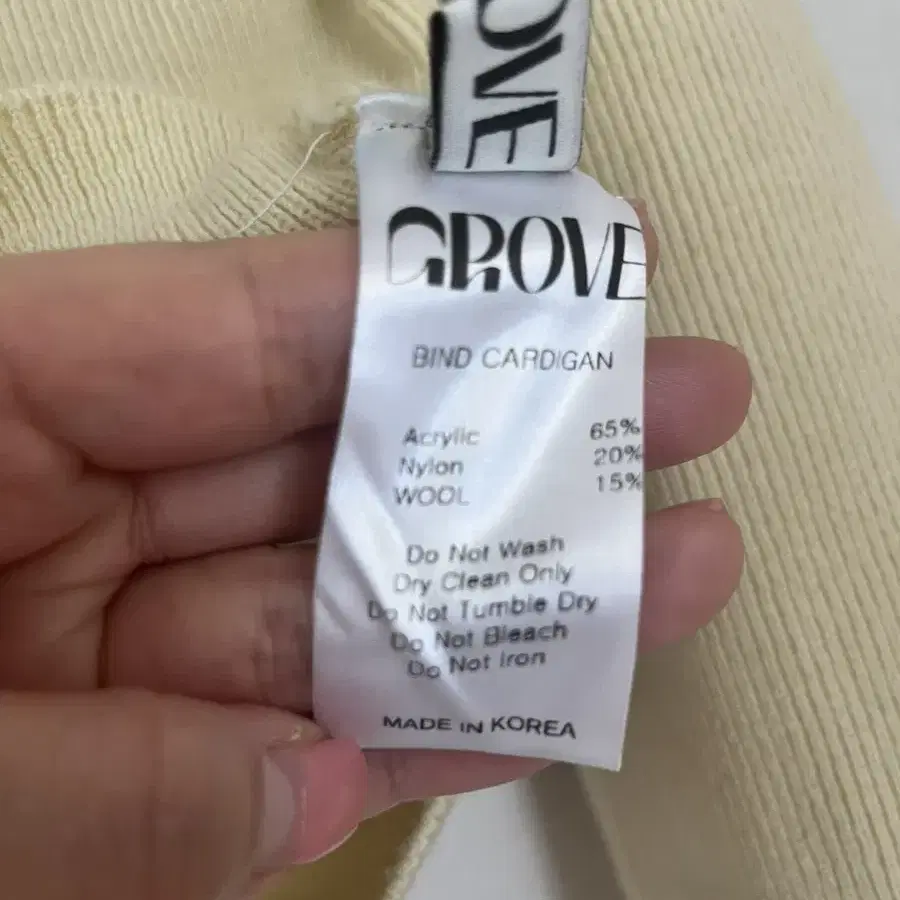 OVE
GROVE
BIND CARDIGAN
Acrylic 65%
Nylon 20%
WOOL 15%
Do Not Wash
Dry Clean Only
Do Not Tumble Dry
Do Not Bleach
Do Not Iron
MADE IN KOREA